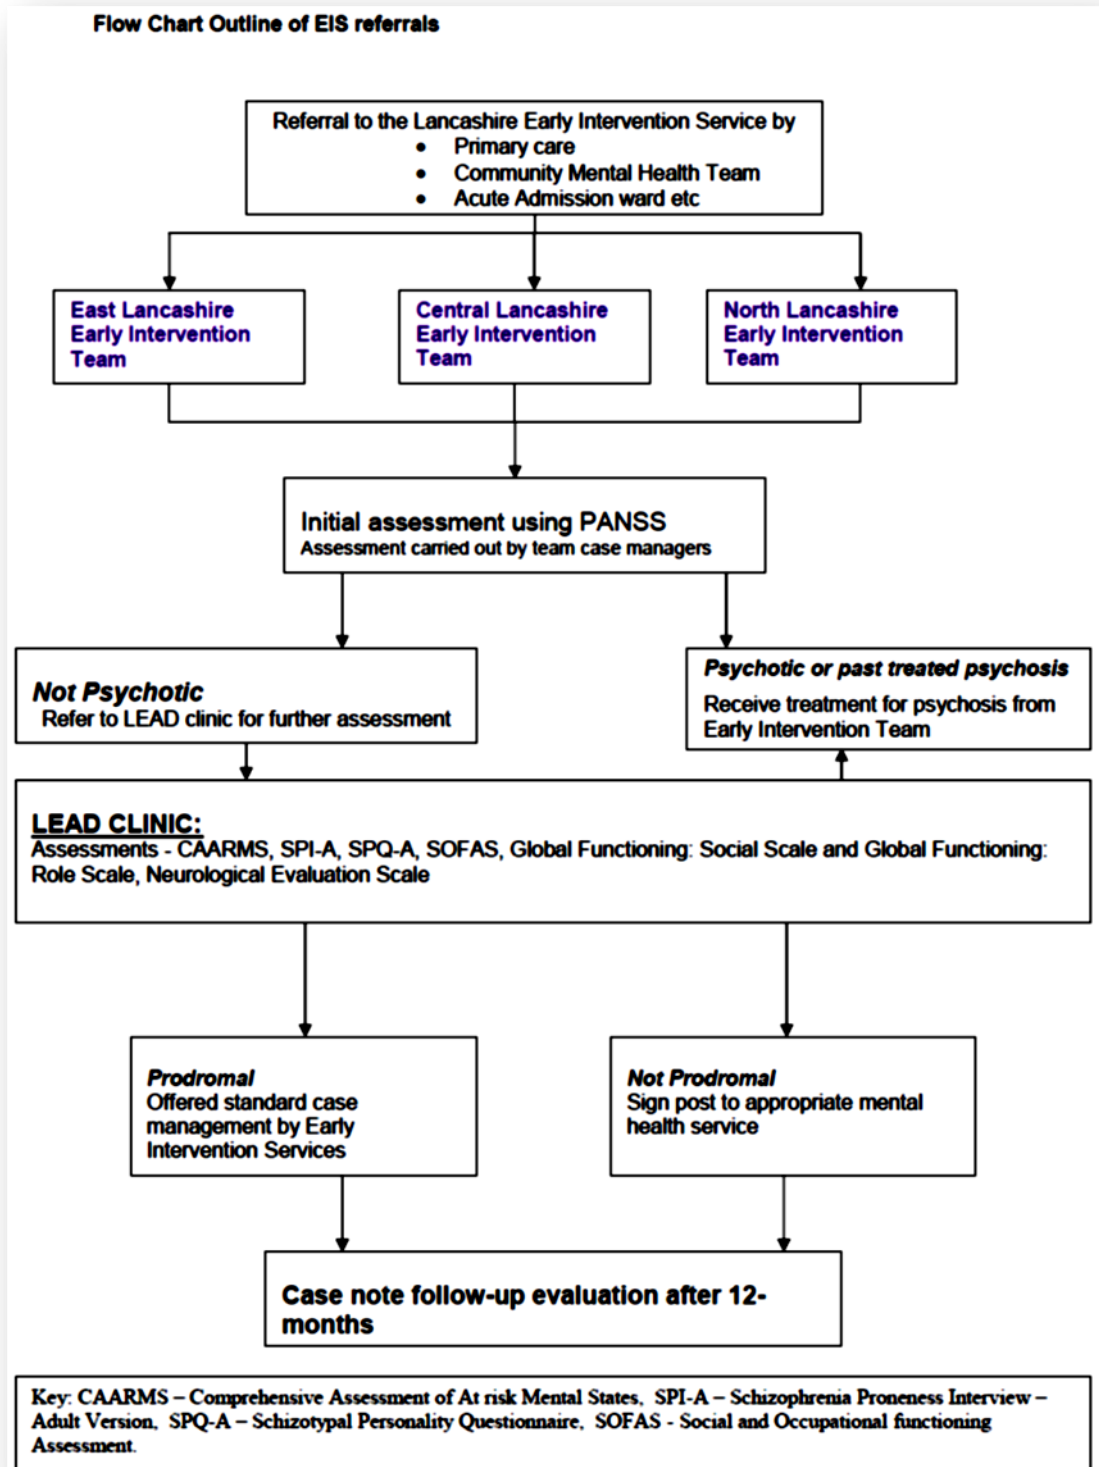 Flow Chart Outline of EIS referrals
Referral to the Lancashire Early Intervention Service by
• Primary care
• Community Mental Health Team
• Acute Admission ward etc
East Lancashire
Early Intervention
Team
Central Lancashire
Early Intervention
Team
North Lancashire
Early Intervention
Team
Initial assessment using PANSS
Assessment carried out by team case managers
Not Psychotic
Refer to LEAD clinic for further assessment
Psychotic or past treated psychosis
Receive treatment for psychosis from
Early Intervention Team
LEAD CLINIC:
Assessments - CAARMS, SPI-A, SPQ-A, SOFAS, Global Functioning: Social Scale and Global Functioning:
Role Scale, Neurological Evaluation Scale
Prodromal
Offered standard case
management by Early
Intervention Services
Not Prodromal
Sign post to appropriate mental
health service
Case note follow-up evaluation after 12-
months
Key: CAARMS – Comprehensive Assessment of At risk Mental States, SPI-A – Schizophrenia Proneness Interview –
Adult Version, SPQ-A – Schizotypal Personality Questionnaire, SOFAS - Social and Occupational functioning
Assessment.